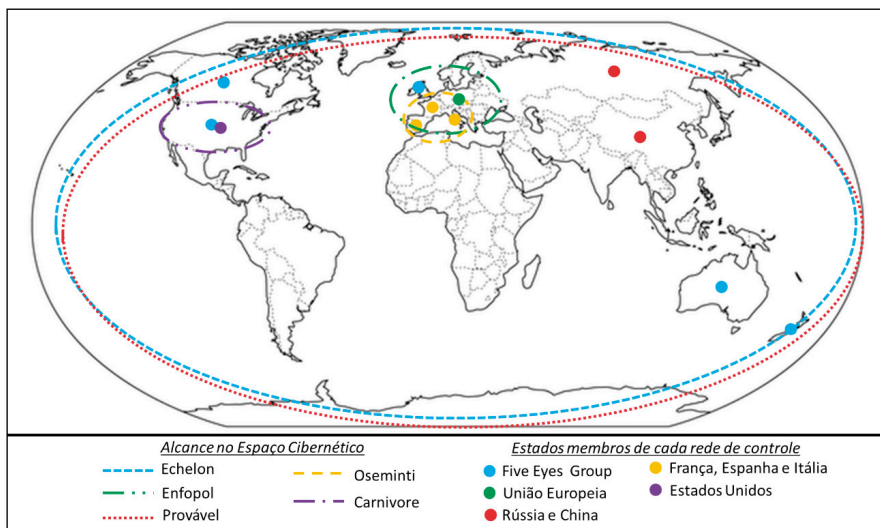 Alcance no Espaço Cibernético
Echelon
Enfopol
Provável
Oseminti
Carnivore
Estados membros de cada rede de controle
Five Eyes Group
União Europeia
Rússia e China
França, Espanha e Itália
Estados Unidos